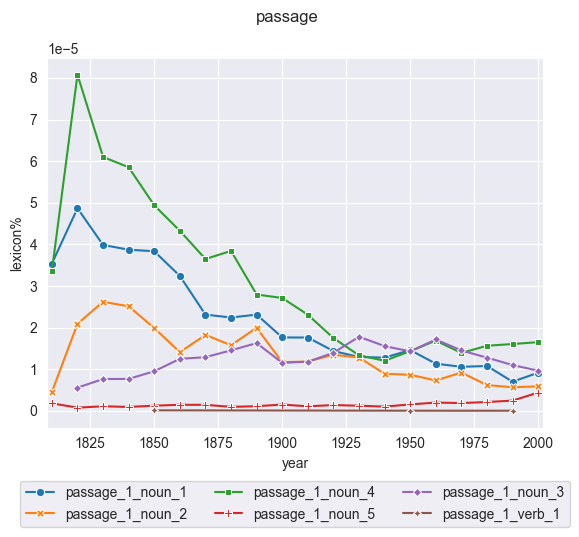 passage
1e−5
8
7
6
5
4
3
2
1
0
lexicon%
1825 1850 1875 1900 1925 1950 1975 2000
year
passage_1_noun_1 passage_1_noun_4 passage_1_noun_3
passage_1_noun_2 passage_1_noun_5 passage_1_verb_1